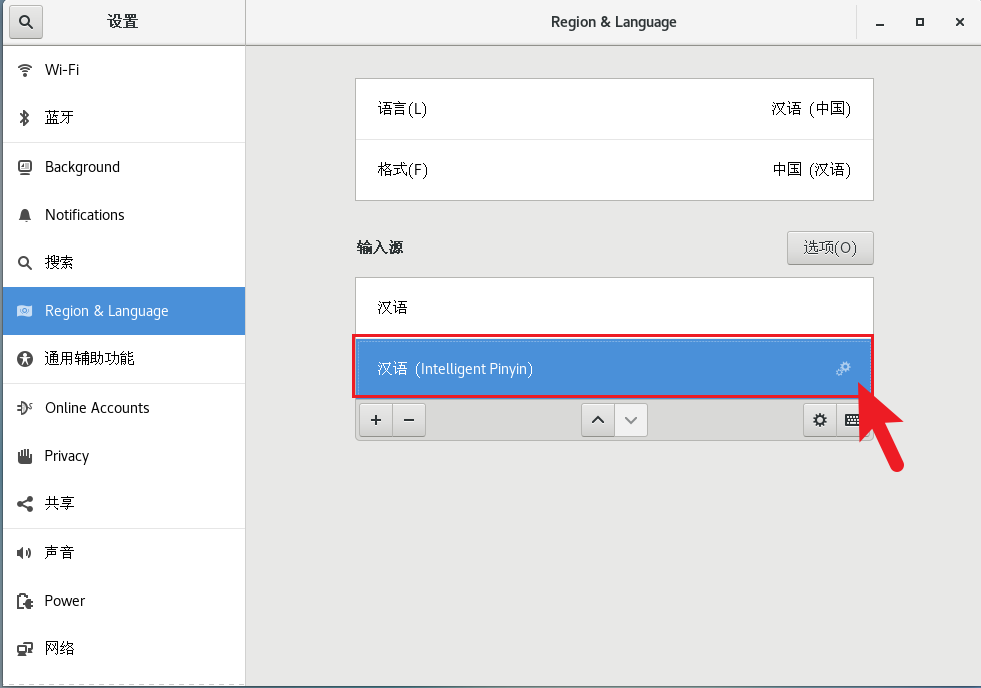 设置
Region & Language
Wi-Fi
蓝牙
Background
Notifications
搜索
Region & Language
通用辅助功能
Online Accounts
Privacy
共享
声音
Power
网络
语言(L)
汉语 (中国)
格式(F)
中国 (汉语)
输入源
选项(O)
汉语
汉语 (Intelligent Pinyin)